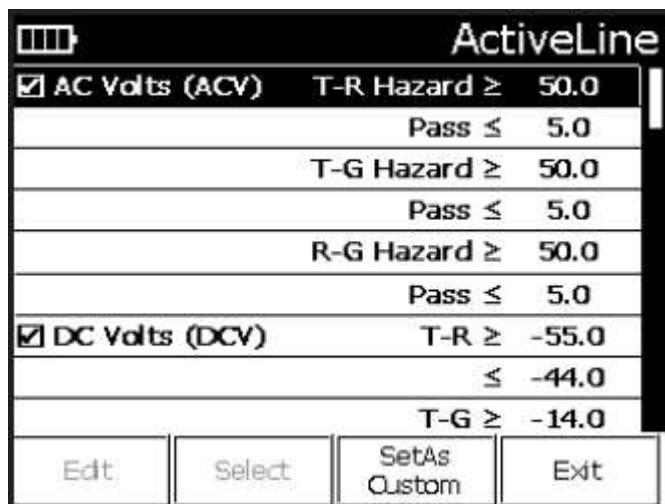 ActiveLine
AC Volts (ACV) T-R Hazard ≥ 50.0
Pass ≤ 5.0
T-G Hazard ≥ 50.0
Pass ≤ 5.0
R-G Hazard ≥ 50.0
Pass ≤ 5.0
DC Volts (DCV) T-R ≥ -55.0
≤ -44.0
T-G ≥ -14.0
Edit Select SetAs Custom Exit